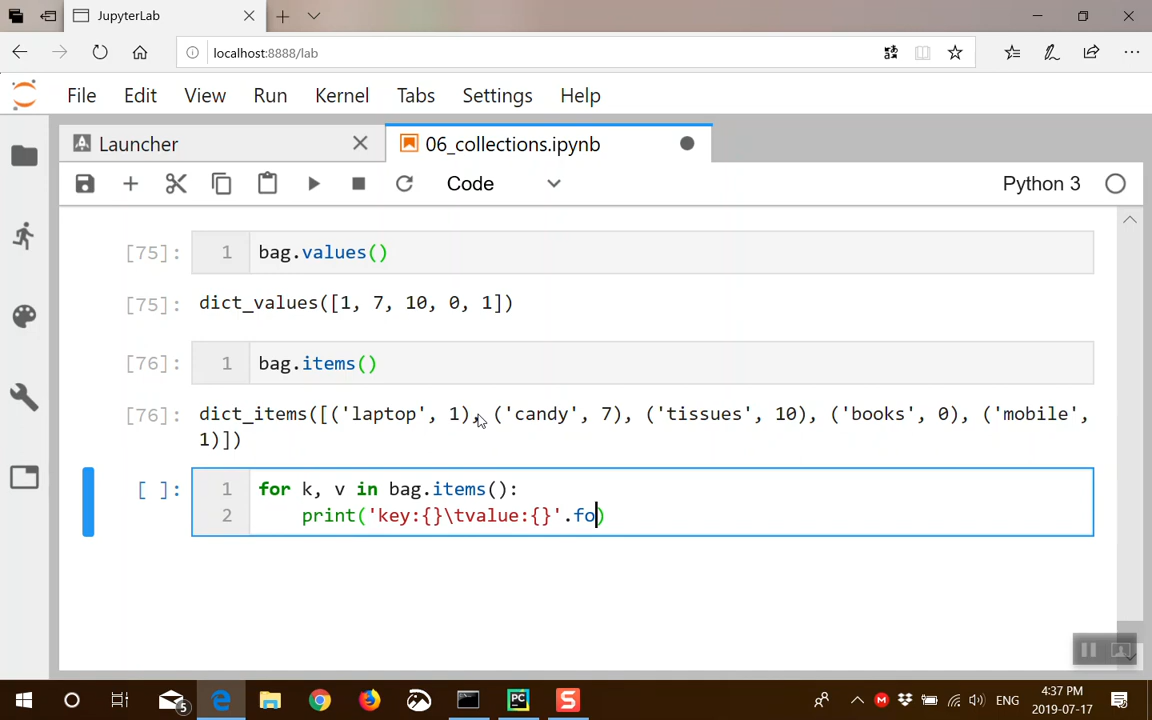 JupyterLab
localhost:8888/lab
File Edit View Run Kernel Tabs Settings Help
Launcher
06_collections.ipynb
Code
Python 3
[75]: 1 bag.values()
[75]: dict_values([1, 7, 10, 0, 1])
[76]: 1 bag.items()
[76]: dict_items([('laptop', 1), ('candy', 7), ('tissues', 10), ('books', 0), ('mobile',
1)])
[ ]: 1 for k, v in bag.items():
2 print('key:{}\tvalue:{}'.fo)
5
PC
S
M
ENG
4:37 PM
2019-07-17